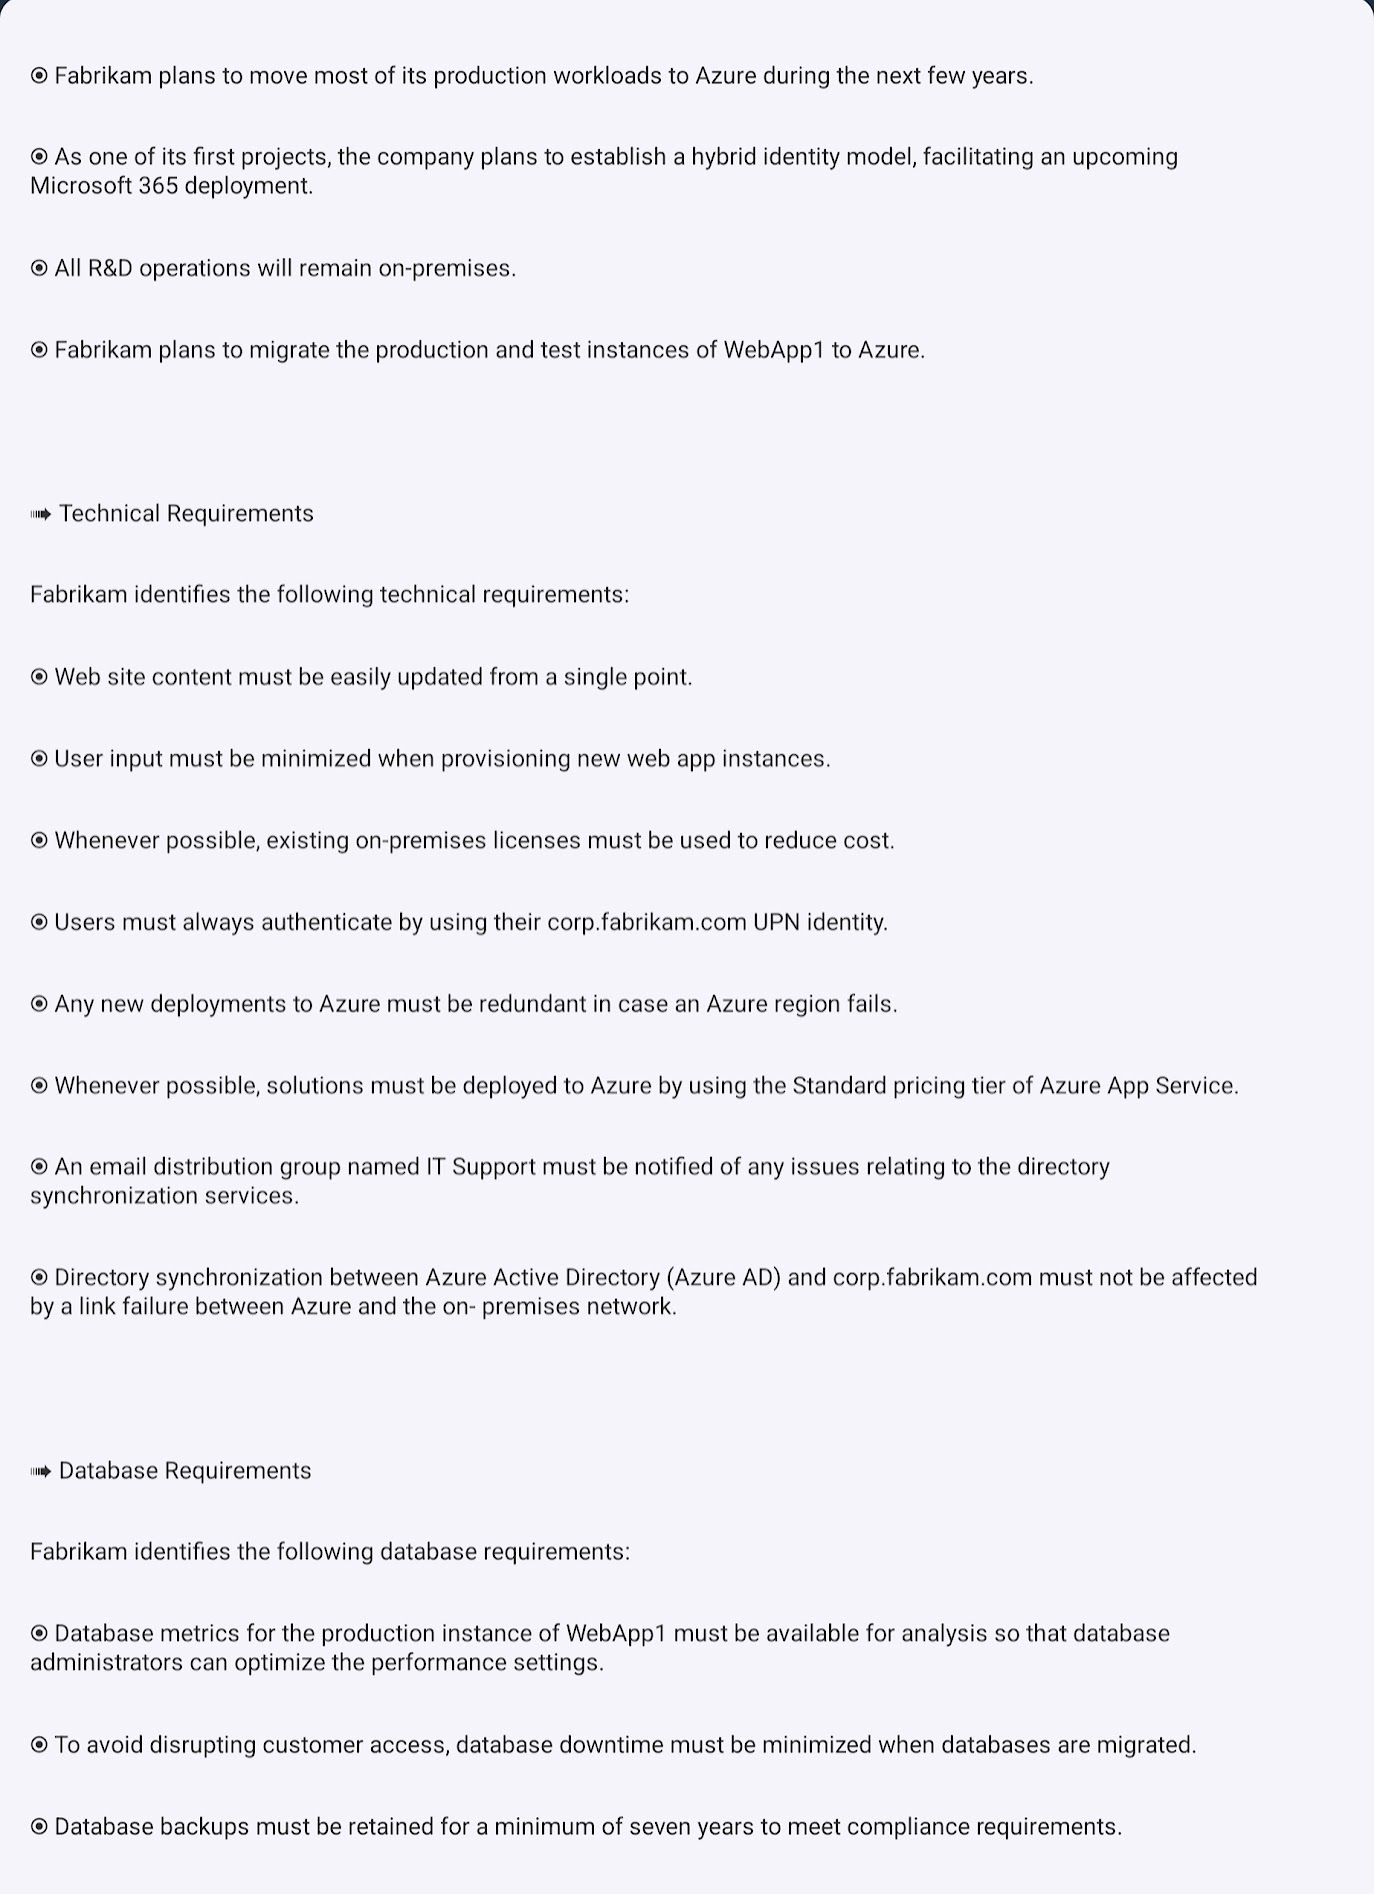 ◉ Fabrikam plans to move most of its production workloads to Azure during the next few years.
◉ As one of its first projects, the company plans to establish a hybrid identity model, facilitating an upcoming
Microsoft 365 deployment.
◉ All R&D operations will remain on-premises.
◉ Fabrikam plans to migrate the production and test instances of WebApp1 to Azure.
➠ Technical Requirements
Fabrikam identifies the following technical requirements:
◉ Web site content must be easily updated from a single point.
◉ User input must be minimized when provisioning new web app instances.
◉ Whenever possible, existing on-premises licenses must be used to reduce cost.
◉ Users must always authenticate by using their corp.fabrikam.com UPN identity.
◉ Any new deployments to Azure must be redundant in case an Azure region fails.
◉ Whenever possible, solutions must be deployed to Azure by using the Standard pricing tier of Azure App Service.
◉ An email distribution group named IT Support must be notified of any issues relating to the directory
synchronization services.
◉ Directory synchronization between Azure Active Directory (Azure AD) and corp.fabrikam.com must not be affected
by a link failure between Azure and the on- premises network.
➠ Database Requirements
Fabrikam identifies the following database requirements:
◉ Database metrics for the production instance of WebApp1 must be available for analysis so that database
administrators can optimize the performance settings.
◉ To avoid disrupting customer access, database downtime must be minimized when databases are migrated.
◉ Database backups must be retained for a minimum of seven years to meet compliance requirements.